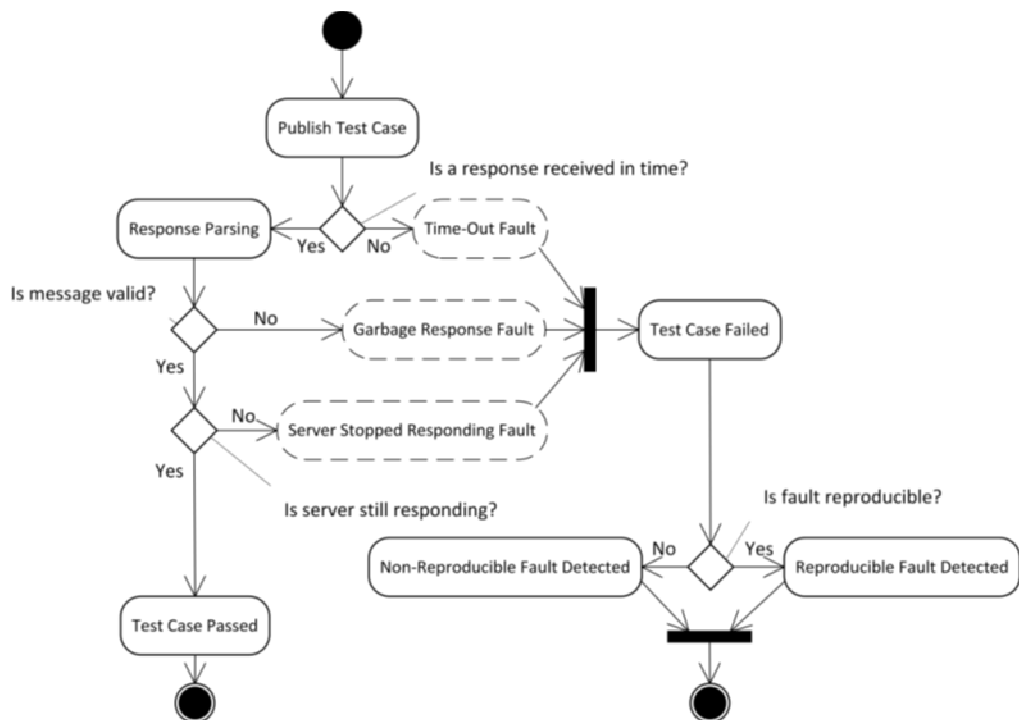 Publish Test Case
Is a response received in time?
Response Parsing
Yes
No
Time-Out Fault
Is message valid?
No
Garbage Response Fault
Test Case Failed
Yes
No
Server Stopped Responding Fault
Yes
Is server still responding?
Is fault reproducible?
Non-Reproducible Fault Detected
No
Yes
Reproducible Fault Detected
Test Case Passed